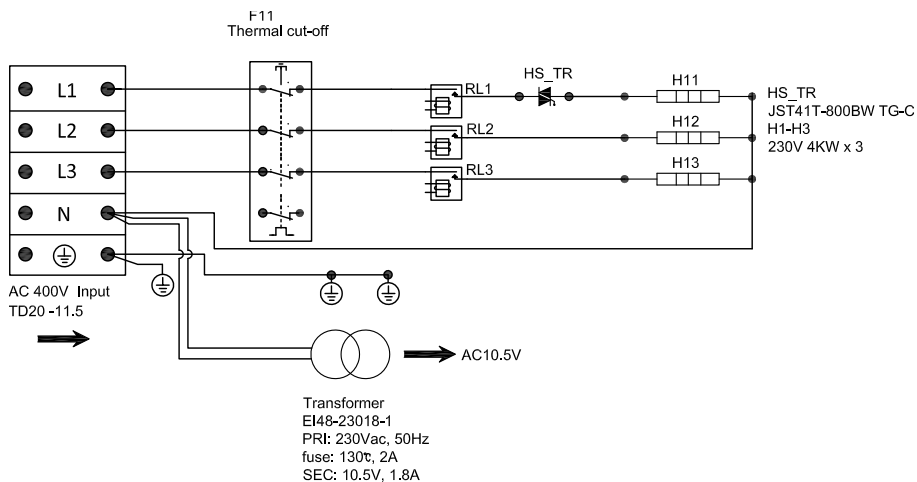 F11
Thermal cut-off
L1
L2
L3
N
AC 400V Input
TD20 -11.5
RL1
RL2
RL3
HS_TR
H11
H12
H13
HS_TR
JST41T-800BW TG-C
H1-H3
230V 4KW x 3
AC10.5V
Transformer
EI48-23018-1
PRI: 230Vac, 50Hz
fuse: 130℃, 2A
SEC: 10.5V, 1.8A